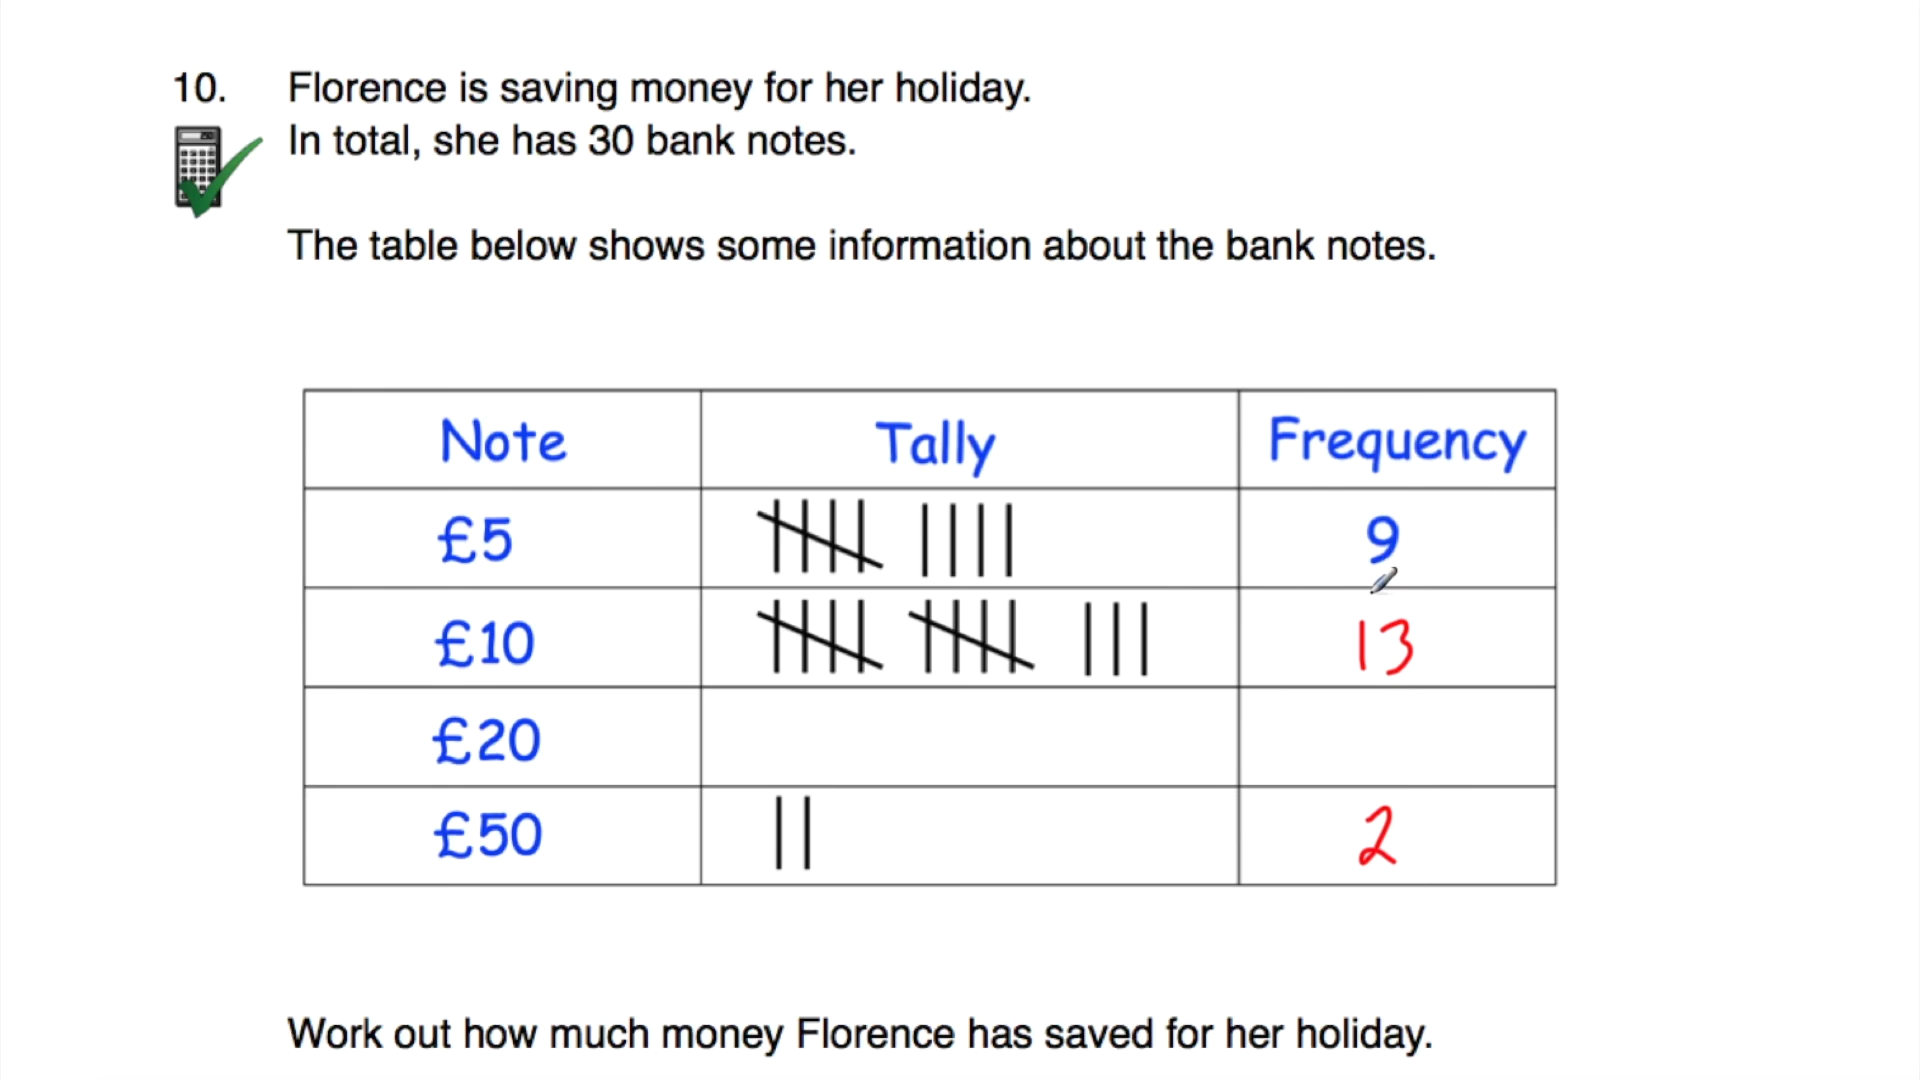 10. Florence is saving money for her holiday.
In total, she has 30 bank notes.
The table below shows some information about the bank notes.
Note Tally Frequency
£5 9
£10 13
£20
£50 2
Work out how much money Florence has saved for her holiday.